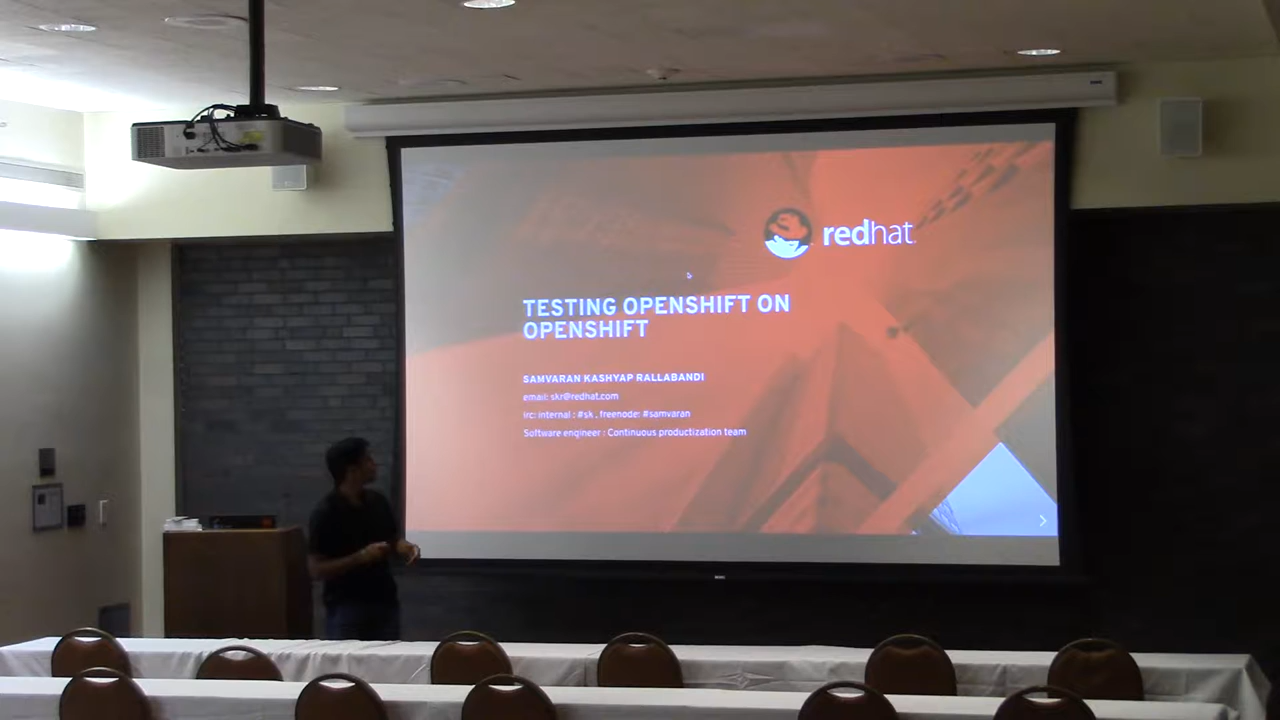 redhat.
TESTING OPENSHIFT ON
OPENSHIFT
SAMVARAN KASHYAP RALLABANDI
email: skr@redhat.com
irc: internal : #sk , freenode: #samvaran
Software engineer : Continuous productization team